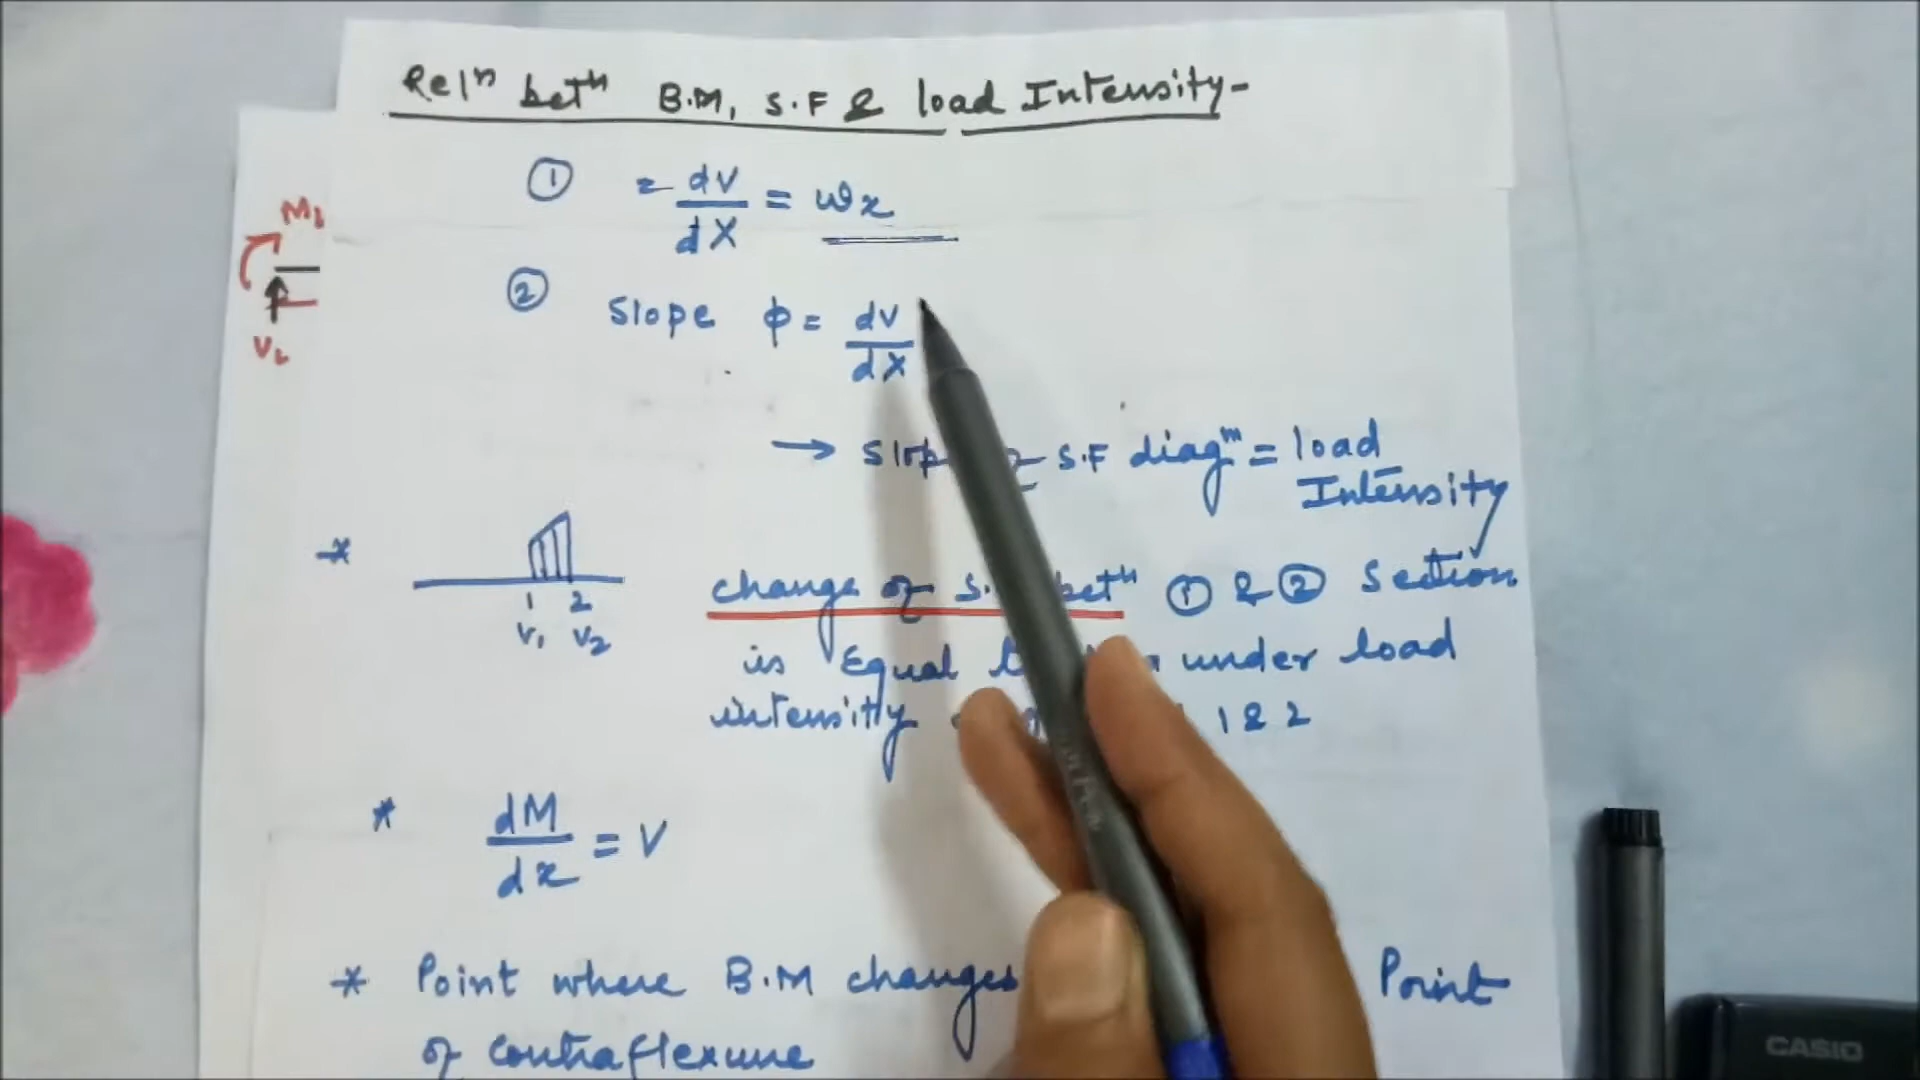 Relⁿ betⁿ B.M, S.F & load Intensity-
① = dV/dX = wx
M₁
② Slope ϕ = dV/dX
V₁
→ Slope of S.F diagᵐ = load
Intensity
* change of S.F betⁿ ① & ② Section
1 2
V₁ V₂
is Equal under load
intensity 1 & 2
* dM/dx = V
* Point where B.M changes Point
of contraflexure
CASIO